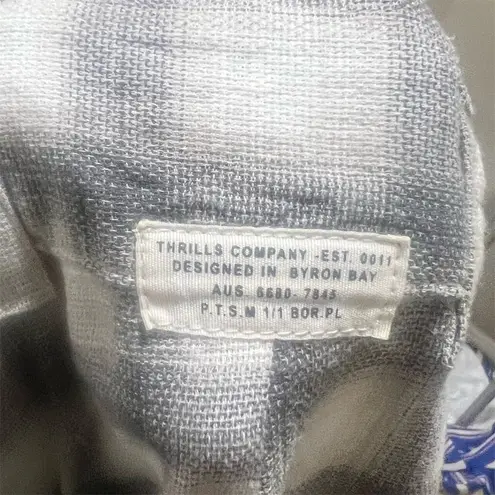 THRILLS COMPANY -EST. 0011
DESIGNED IN BYRON BAY
AUS. 6680- 7845
P.T.S.M 1/1 BOR.PL